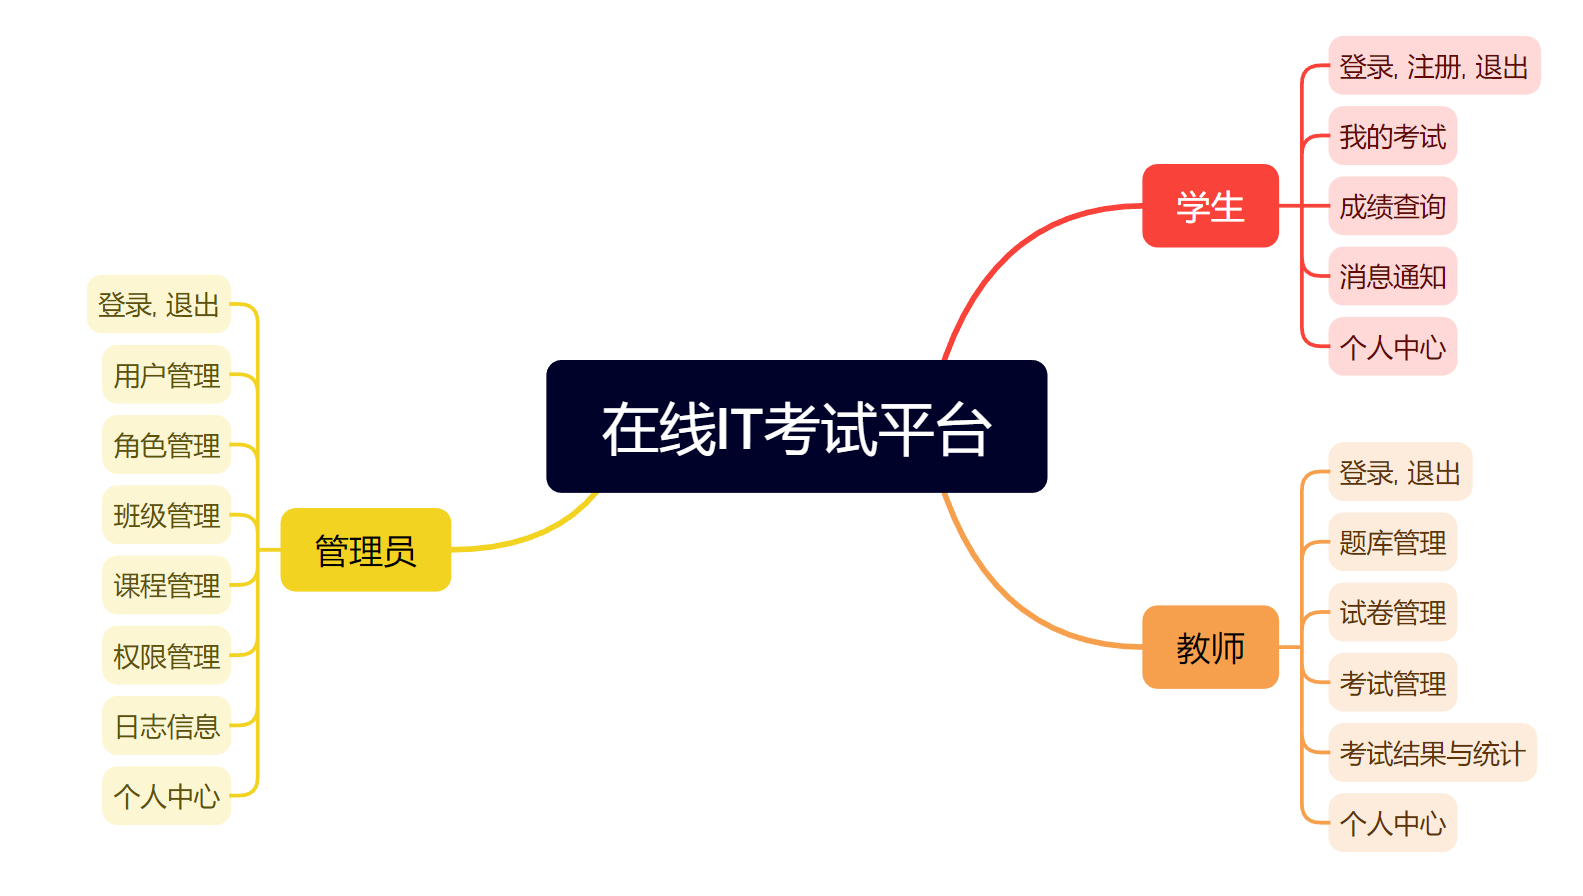 在线IT考试平台
学生
登录, 注册, 退出
我的考试
成绩查询
消息通知
个人中心
教师
登录, 退出
题库管理
试卷管理
考试管理
考试结果与统计
个人中心
管理员
登录, 退出
用户管理
角色管理
班级管理
课程管理
权限管理
日志信息
个人中心